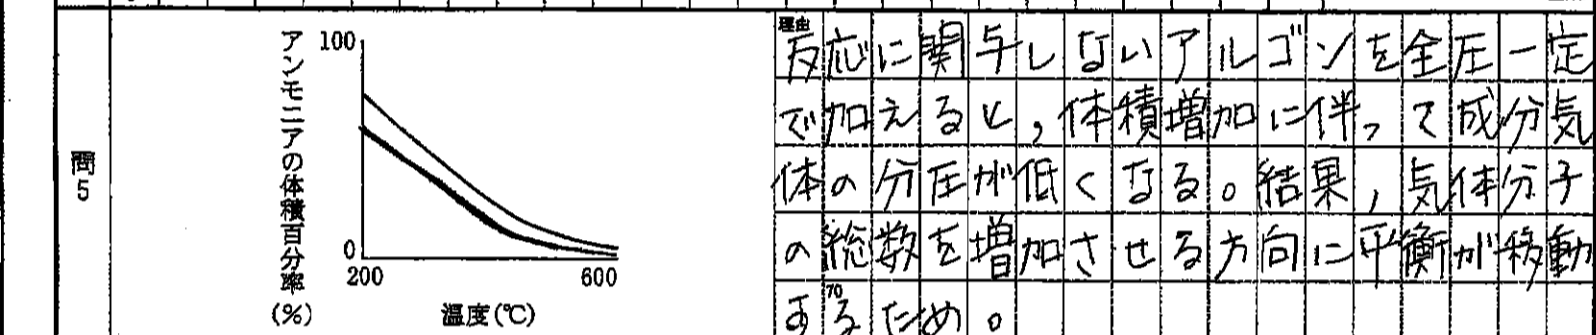 問5
アンモニアの体積百分率(%)
100
0
200
600
温度(℃)
理由
反応に関与しないアルゴンを全圧一定
で加えると,体積増加に伴って成分気
体の分圧が低くなる。結果,気体分子
の総数を増加させる方向に平衡が移動
70
するため。